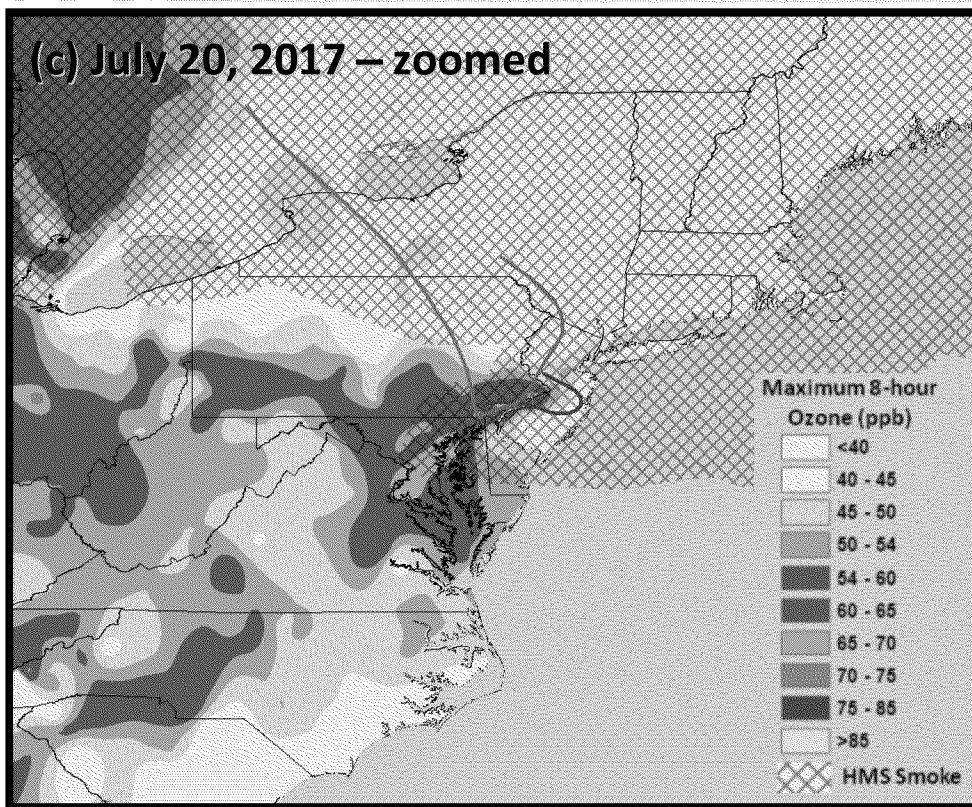 (c) July 20, 2017 – zoomed
Maximum 8-hour
Ozone (ppb)
<40
40 - 45
45 - 50
50 - 54
54 - 60
60 - 65
65 - 70
70 - 75
75 - 85
>85
HMS Smoke